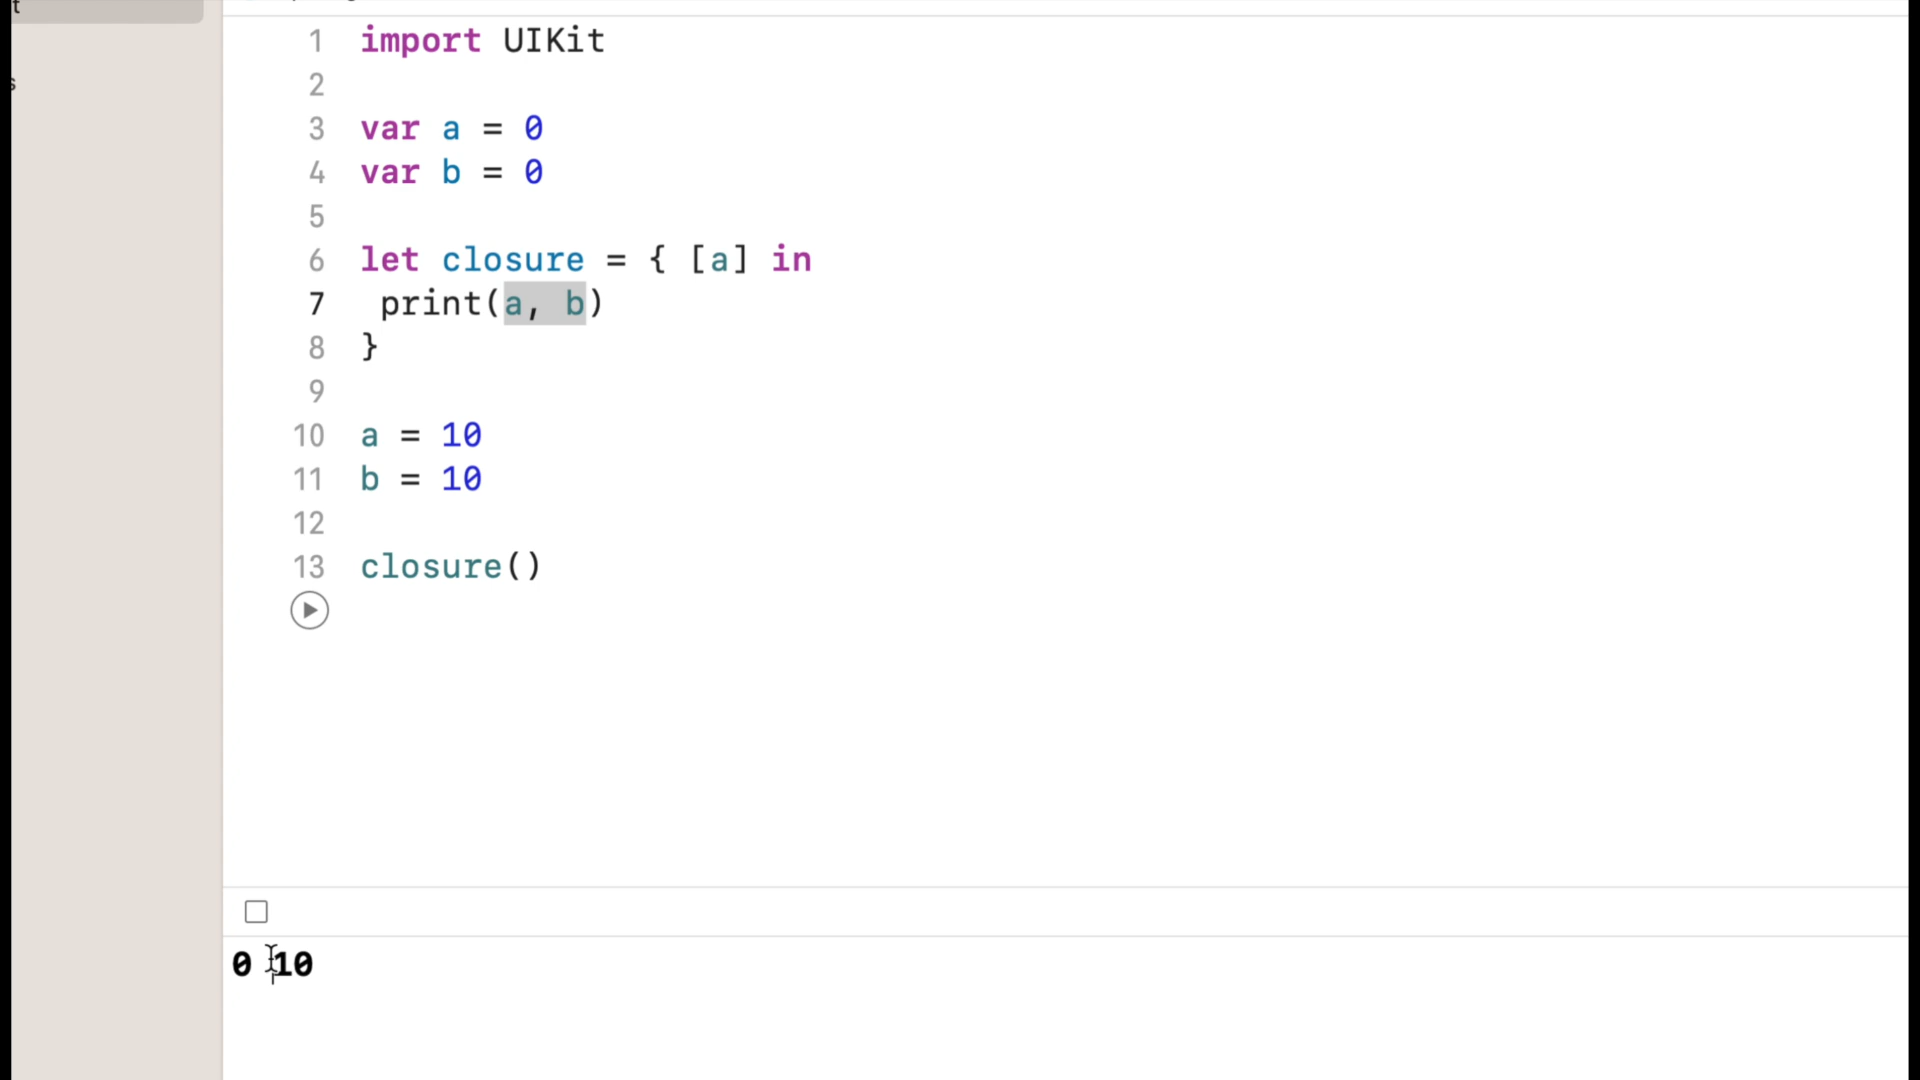 t
s
1 import UIKit
2
3 var a = 0
4 var b = 0
5
6 let closure = { [a] in
7  print(a, b)
8 }
9
10 a = 10
11 b = 10
12
13 closure()
0 10